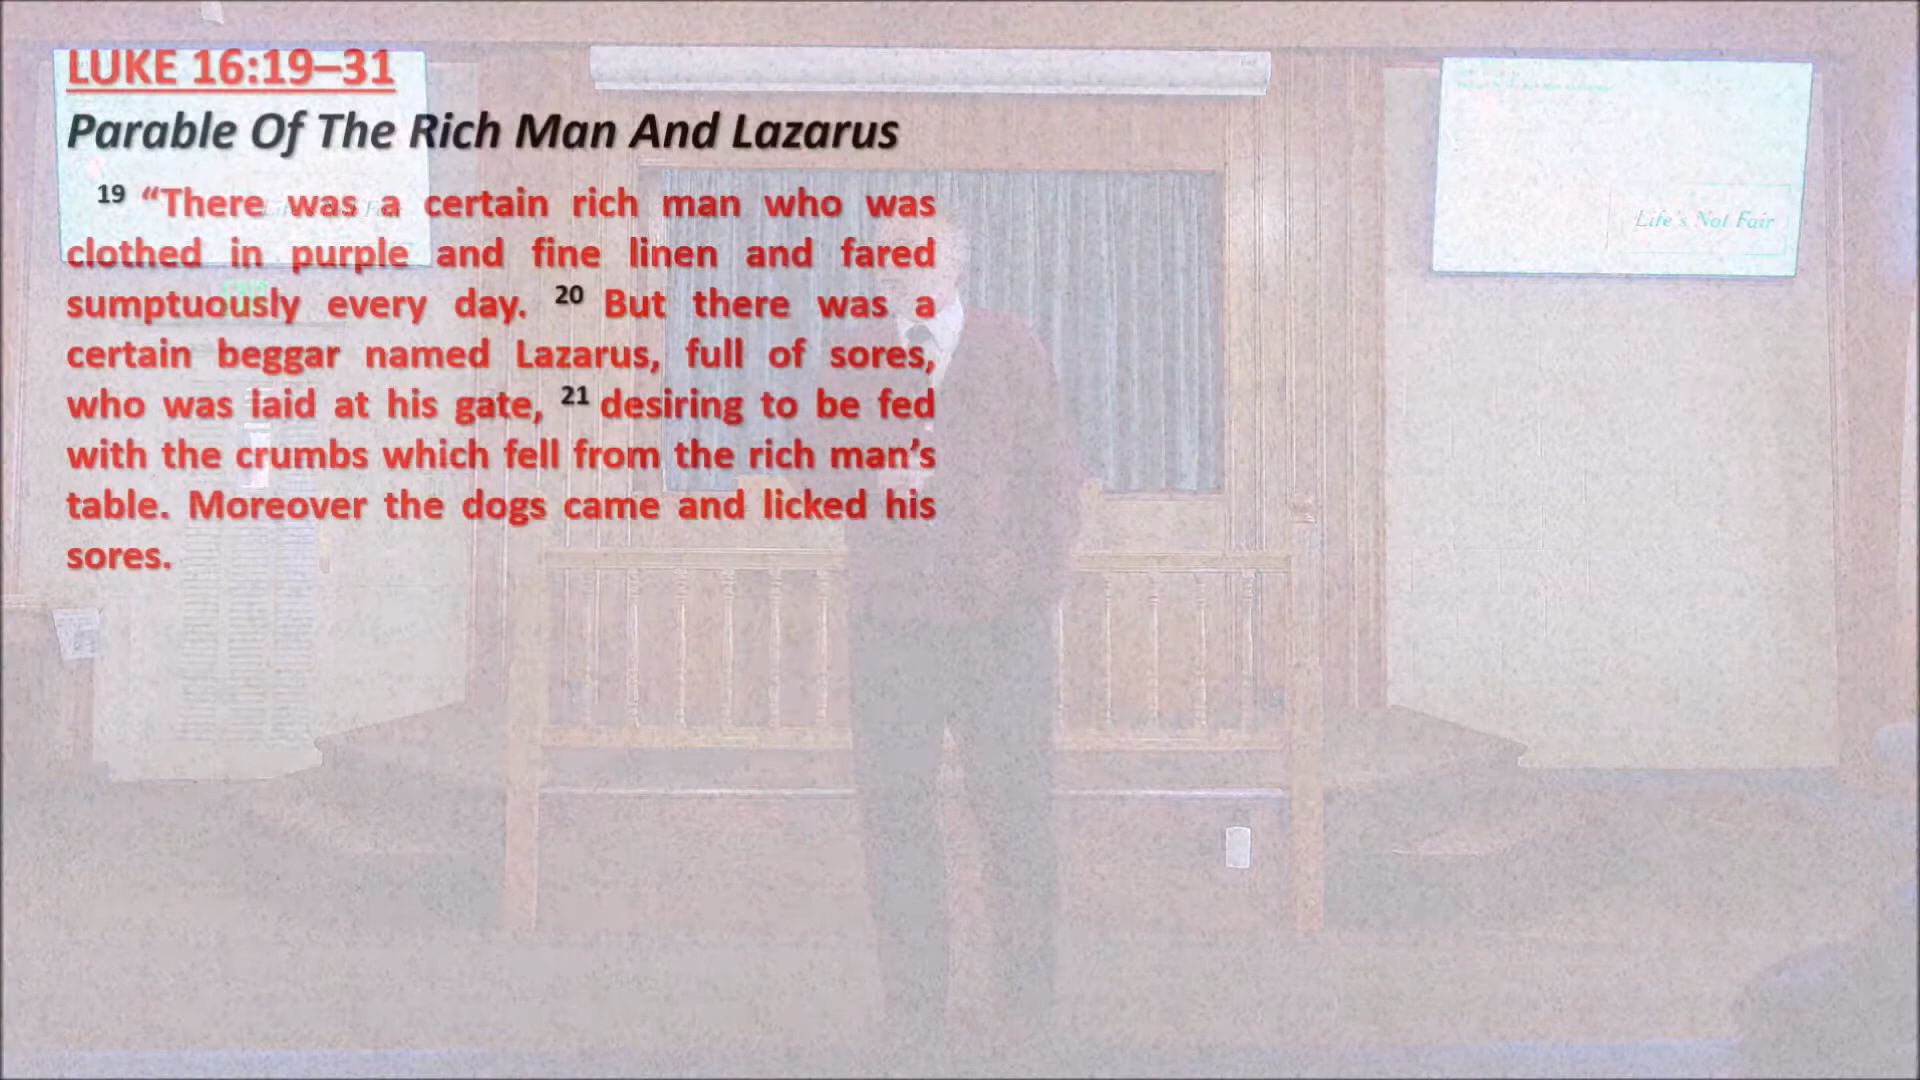 LUKE 16:19–31
Parable Of The Rich Man And Lazarus
19 “There was a certain rich man who was
clothed in purple and fine linen and fared
sumptuously every day. 20 But there was a
certain beggar named Lazarus, full of sores,
who was laid at his gate, 21 desiring to be fed
with the crumbs which fell from the rich man’s
table. Moreover the dogs came and licked his
sores.
Life's Not Fair